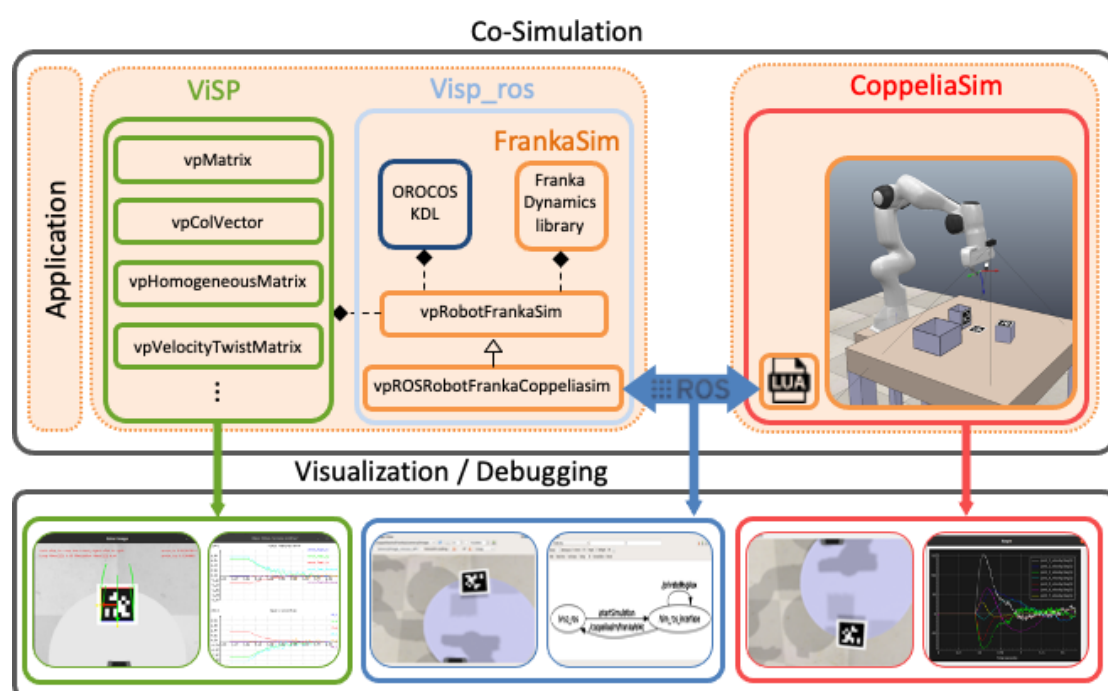 Co-Simulation
Application
ViSP
vpMatrix
vpColVector
vpHomogeneousMatrix
vpVelocityTwistMatrix
Visp_ros
FrankaSim
OROCOS
KDL
Franka
Dynamics
library
vpRobotFrankaSim
vpROSRobotFrankaCoppeliasim
ROS
CoppeliaSim
LUA
Visualization / Debugging